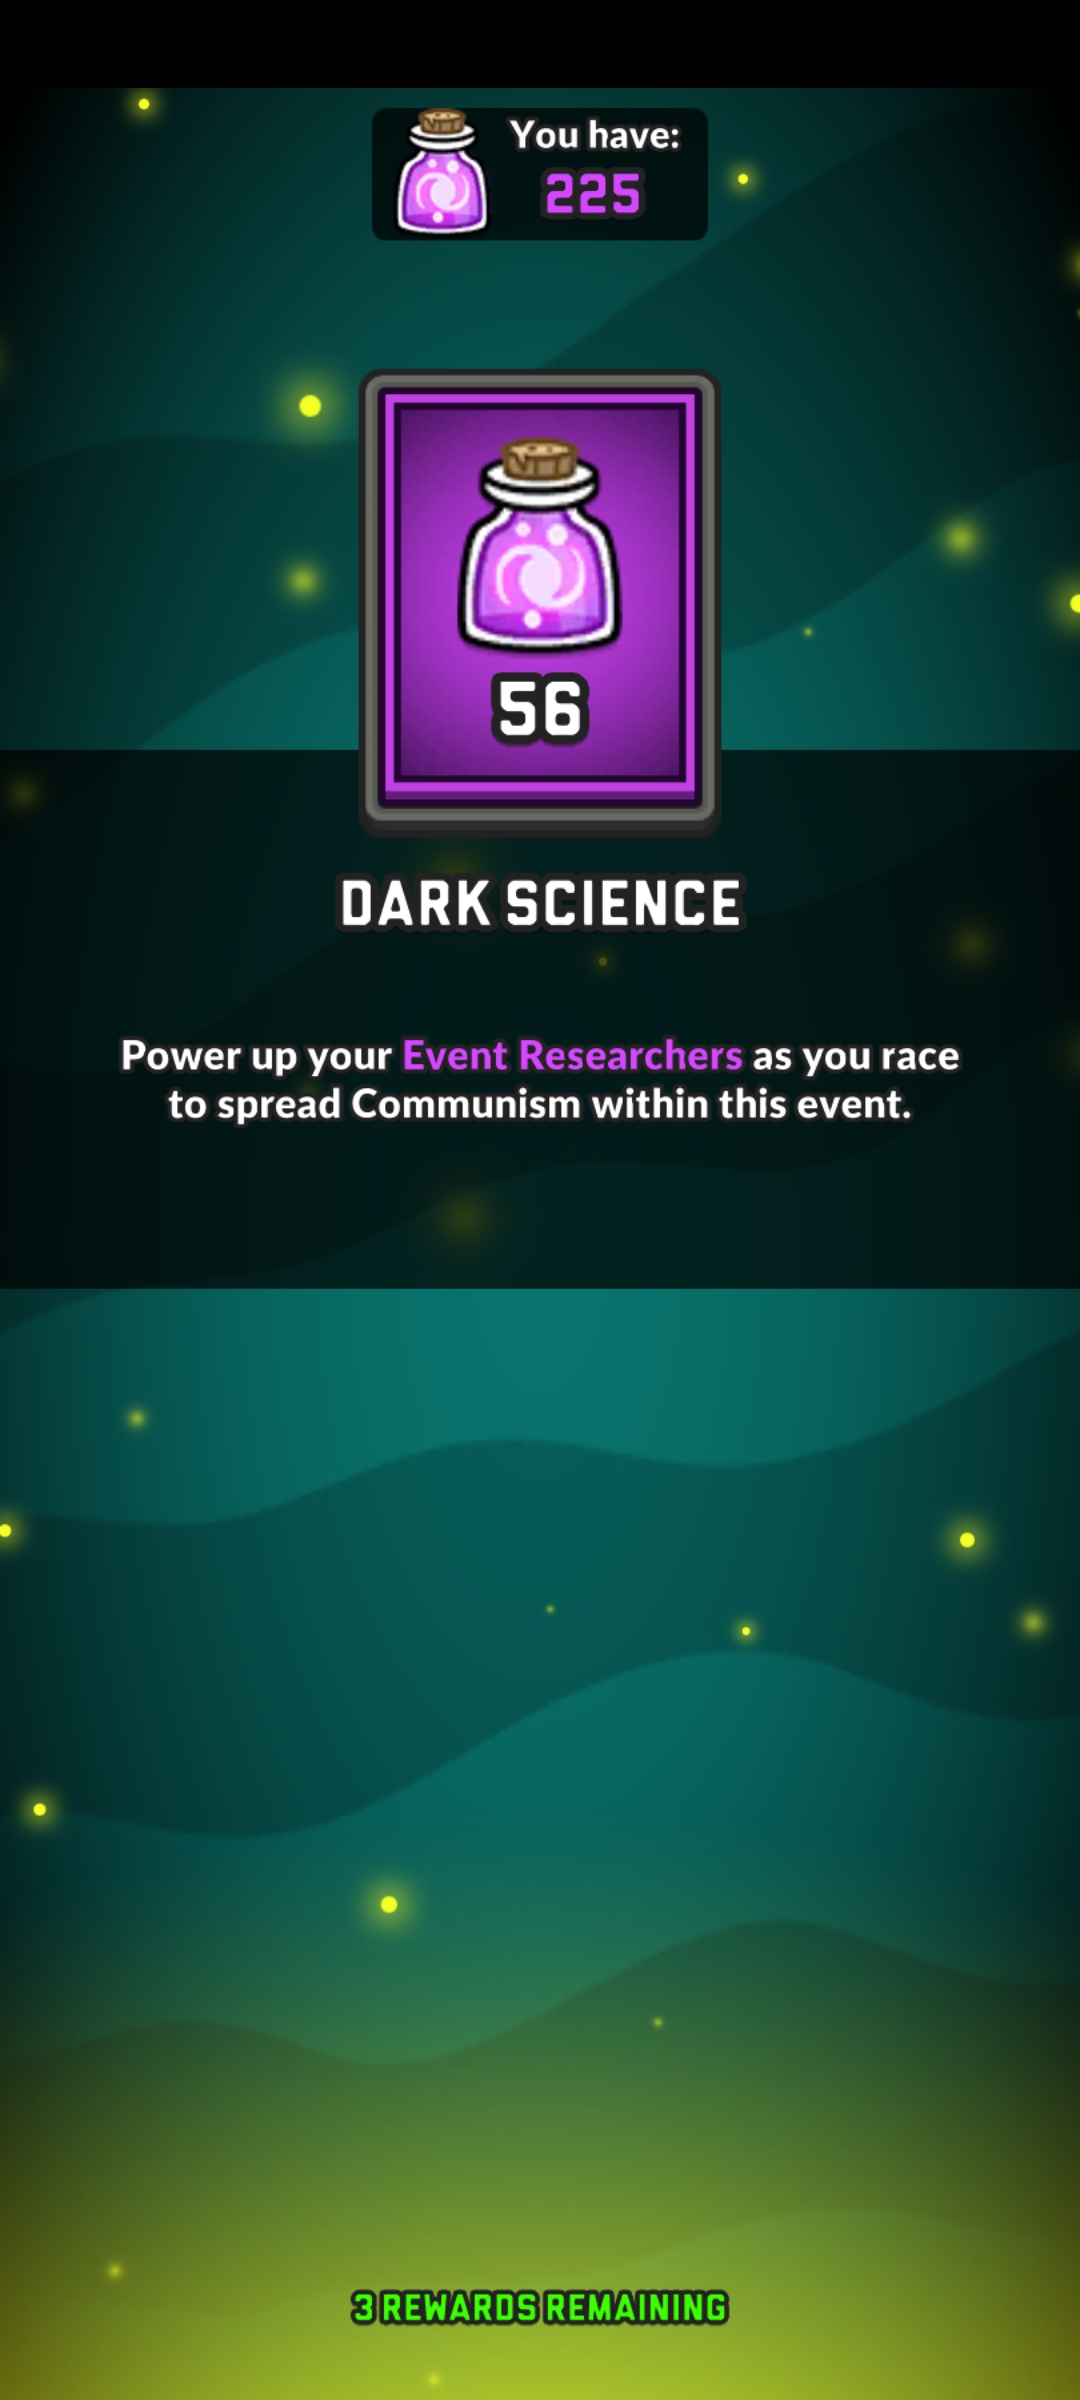 You have:
225
56
DARK SCIENCE
Power up your Event Researchers as you race
to spread Communism within this event.
3 REWARDS REMAINING